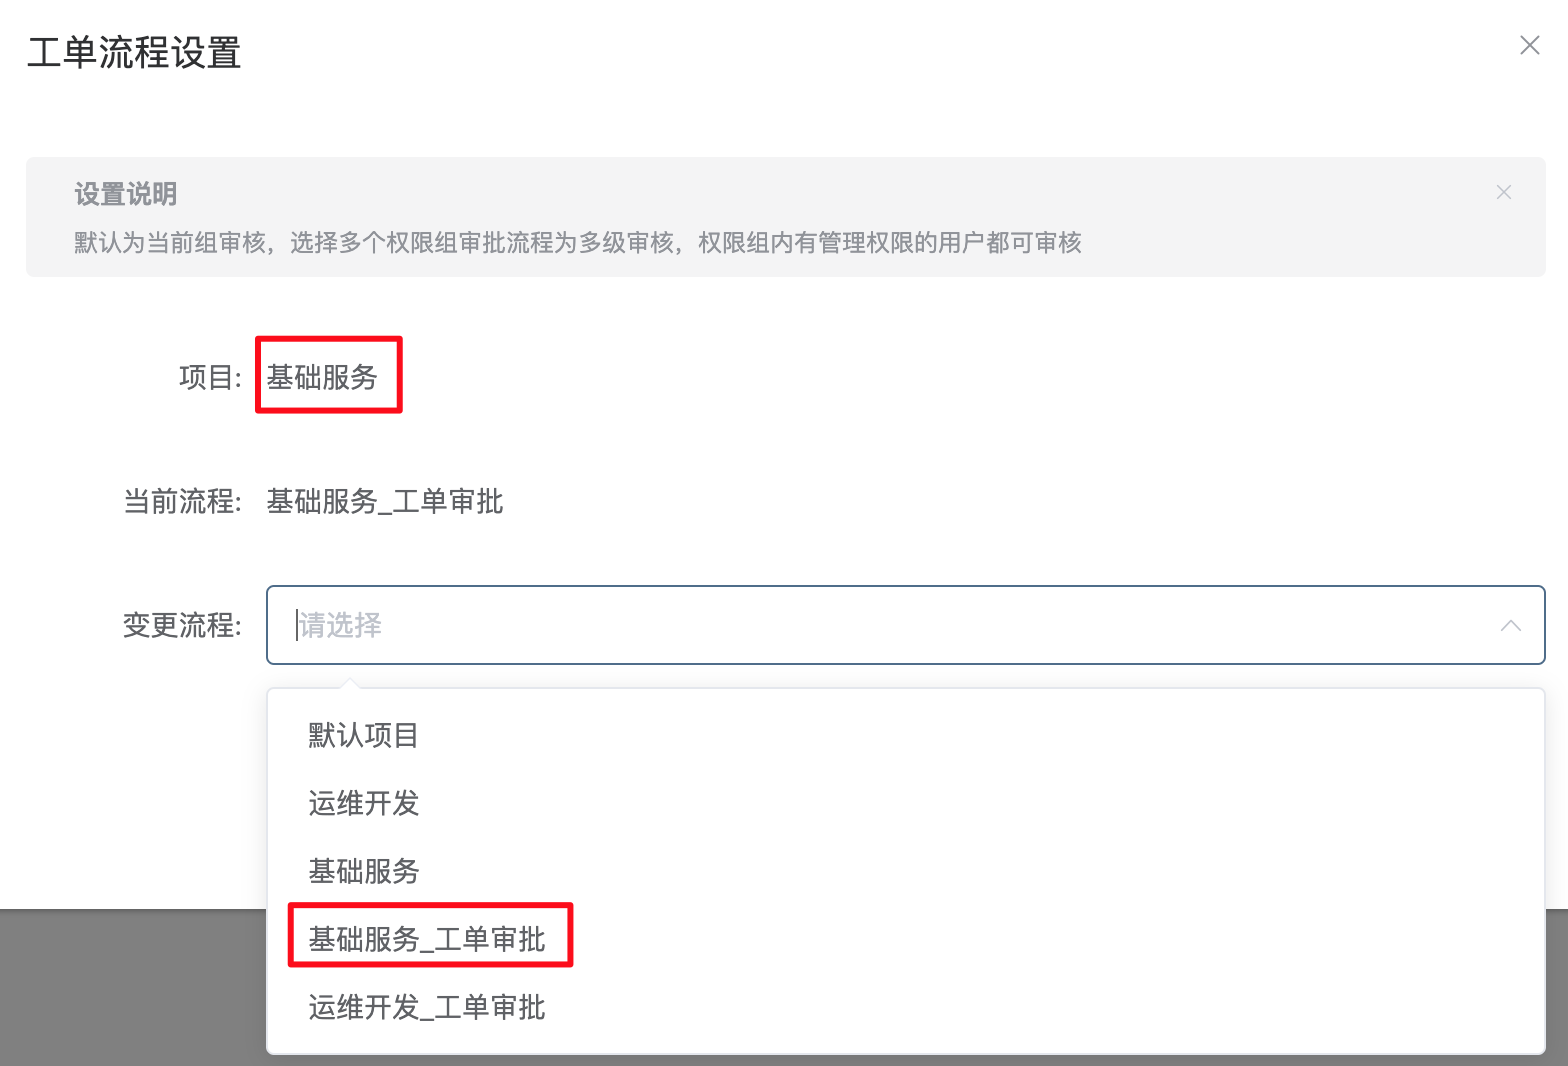 工单流程设置
设置说明
默认为当前组审核，选择多个权限组审批流程为多级审核，权限组内有管理权限的用户都可审核
项目: 基础服务
当前流程: 基础服务_工单审批
变更流程: 请选择
默认项目
运维开发
基础服务
基础服务_工单审批
运维开发_工单审批